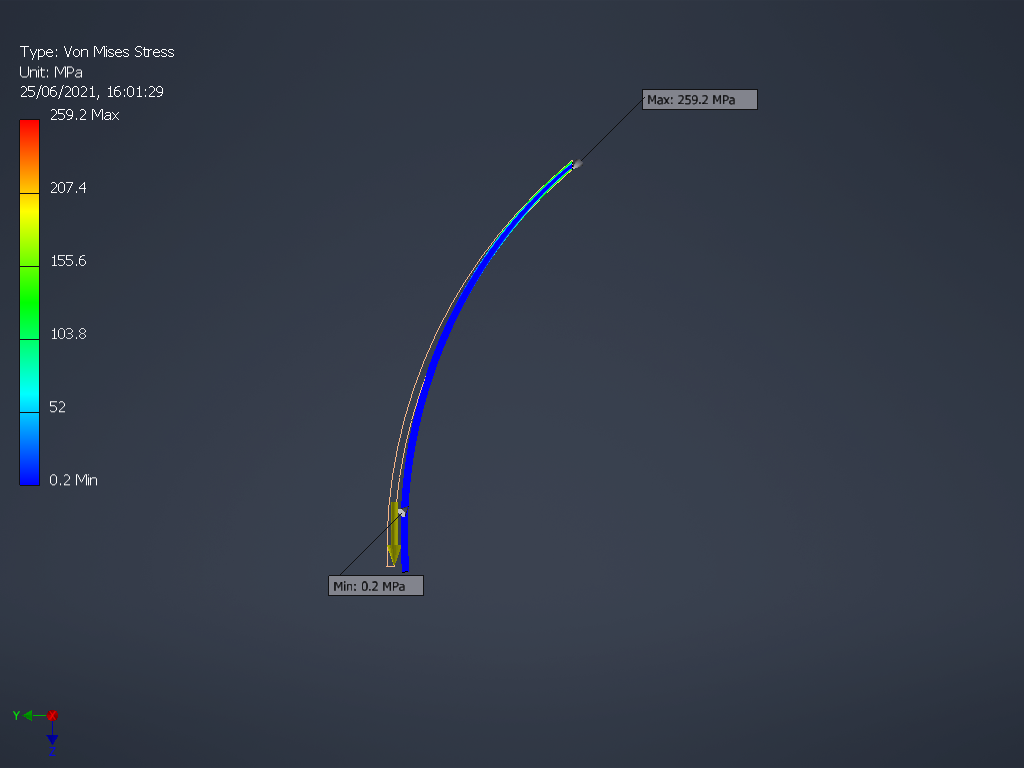 Type: Von Mises Stress
Unit: MPa
25/06/2021, 16:01:29
259.2 Max
207.4
155.6
103.8
52
0.2 Min
Max: 259.2 MPa
Min: 0.2 MPa
Y
X
Z